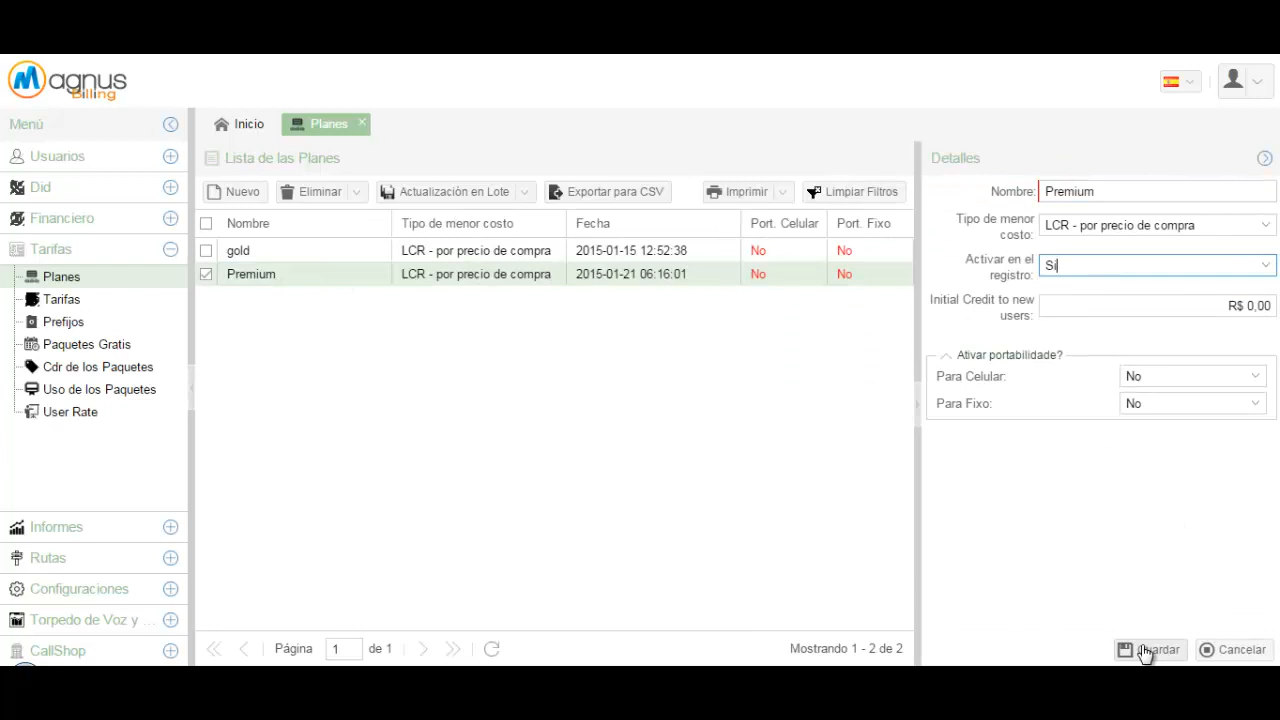 Magnus
Billing
Menú
Usuarios
Did
Financiero
Tarifas
Planes
Tarifas
Prefijos
Paquetes Gratis
Cdr de los Paquetes
Uso de los Paquetes
User Rate
Informes
Rutas
Configuraciones
Torpedo de Voz y ...
CallShop
Inicio
Planes
Lista de las Planes
Nuevo Eliminar Actualización en Lote Exportar para CSV Imprimir Limpiar Filtros
Nombre Tipo de menor costo Fecha Port. Celular Port. Fixo
gold LCR - por precio de compra 2015-01-15 12:52:38 No No
Premium LCR - por precio de compra 2015-01-21 06:16:01 No No
Página 1 de 1 Mostrando 1 - 2 de 2
Detalles
Nombre: Premium
Tipo de menor
costo: LCR - por precio de compra
Activar en el
registro: Si
Initial Credit to new
users: R$ 0,00
Ativar portabilidade?
Para Celular: No
Para Fixo: No
Cancelar